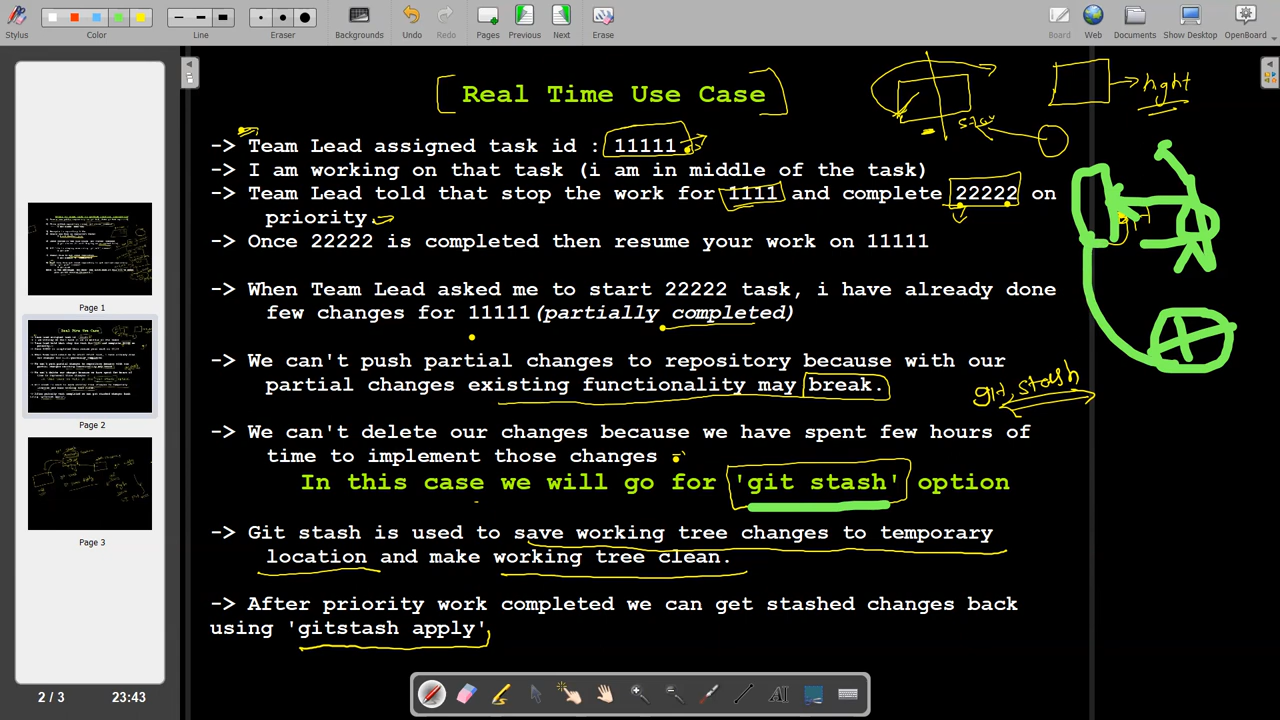 Stylus
Color
Line
Eraser
Backgrounds
Undo
Redo
Pages
Previous
Next
Erase
Board
Web
Documents
Show Desktop
OpenBoard
Real Time Use Case
right
-> Team Lead assigned task id : 11111
-> I am working on that task (i am in middle of the task)
-> Team Lead told that stop the work for 1111 and complete 22222 on
priority
-> Once 22222 is completed then resume your work on 11111
-> When Team Lead asked me to start 22222 task, i have already done
few changes for 11111(partially completed)
-> We can't push partial changes to repository because with our
partial changes existing functionality may break.
git stash
-> We can't delete our changes because we have spent few hours of
time to implement those changes
In this case we will go for 'git stash' option
-> Git stash is used to save working tree changes to temporary
location and make working tree clean.
-> After priority work completed we can get stashed changes back
using 'gitstash apply'
Page 1
Page 2
Page 3
2 / 3
23:43